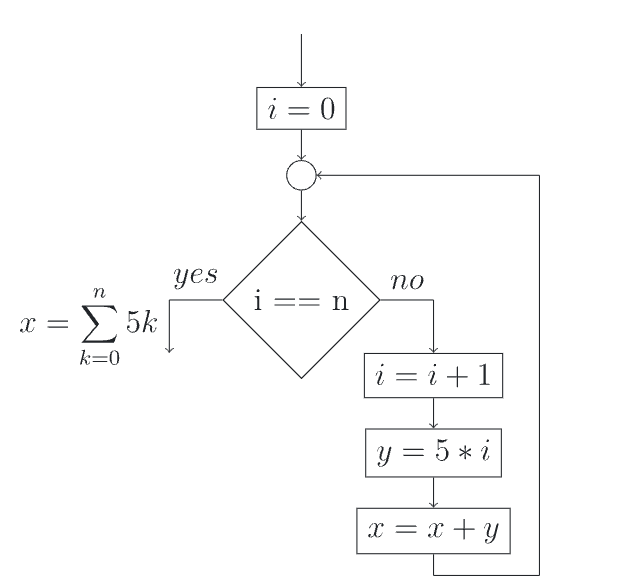 i = 0
yes
no
i == n
x = \sum_{k=0}^{n} 5k
i = i + 1
y = 5 * i
x = x + y